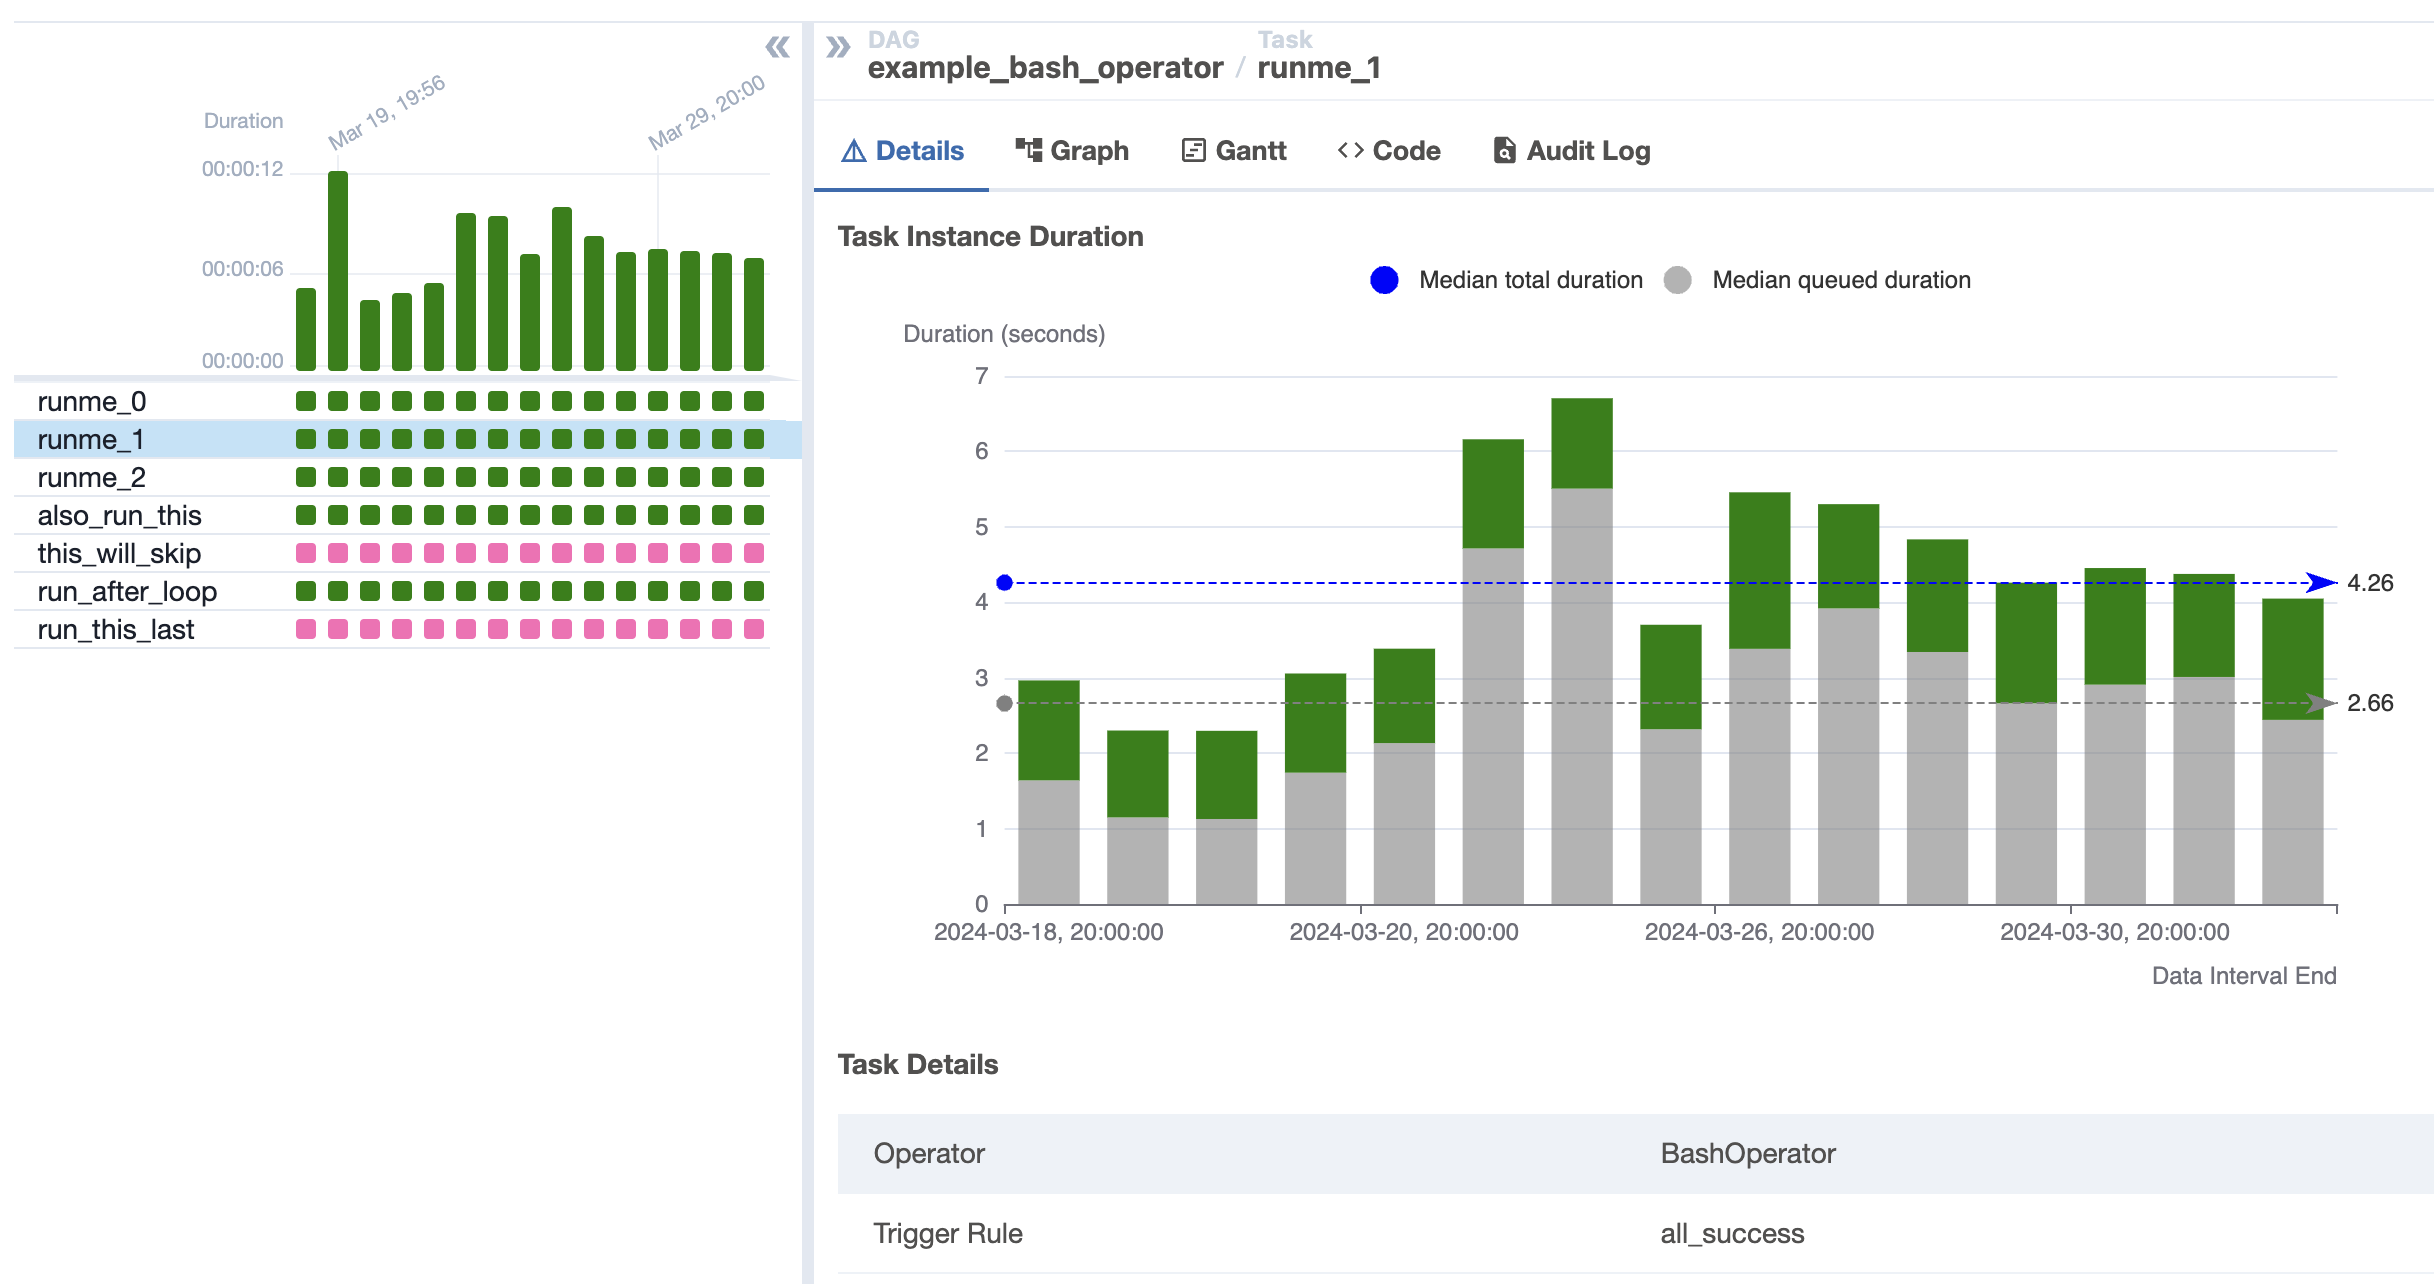 DAG
example_bash_operator
/
Task
runme_1
Duration
Mar 19, 19:56
Mar 29, 20:00
00:00:12
00:00:06
00:00:00
runme_0
runme_1
runme_2
also_run_this
this_will_skip
run_after_loop
run_this_last
Details
Graph
Gantt
Code
Audit Log
Task Instance Duration
Median total duration
Median queued duration
Duration (seconds)
7
6
5
4
3
2
1
0
4.26
2.66
2024-03-18, 20:00:00
2024-03-20, 20:00:00
2024-03-26, 20:00:00
2024-03-30, 20:00:00
Data Interval End
Task Details
Operator BashOperator
Trigger Rule all_success